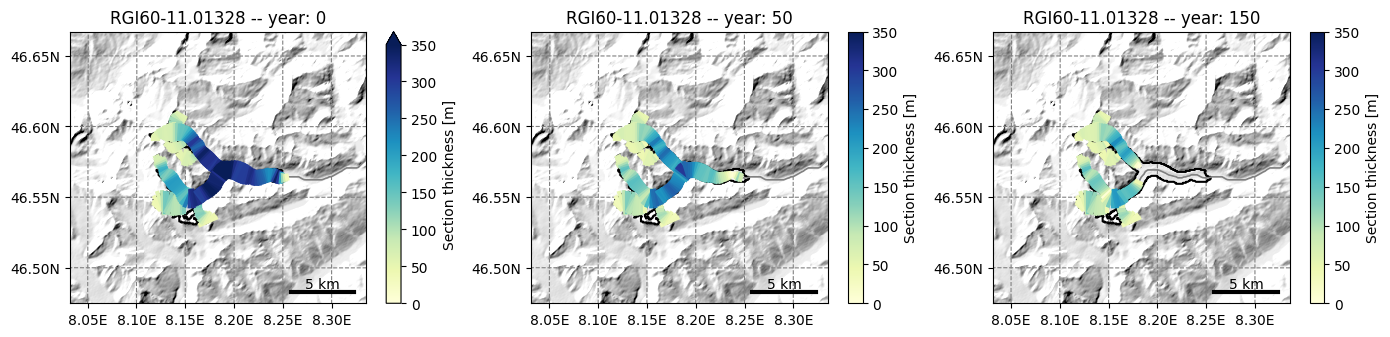 RGI60-11.01328 -- year: 0
46.65N
46.60N
46.55N
46.50N
8.05E 8.10E 8.15E 8.20E 8.25E 8.30E
5 km
350
300
250
200
150
100
50
0
Section thickness [m]
RGI60-11.01328 -- year: 50
46.65N
46.60N
46.55N
46.50N
8.05E 8.10E 8.15E 8.20E 8.25E 8.30E
5 km
350
300
250
200
150
100
50
0
Section thickness [m]
RGI60-11.01328 -- year: 150
46.65N
46.60N
46.55N
46.50N
8.05E 8.10E 8.15E 8.20E 8.25E 8.30E
5 km
350
300
250
200
150
100
50
0
Section thickness [m]